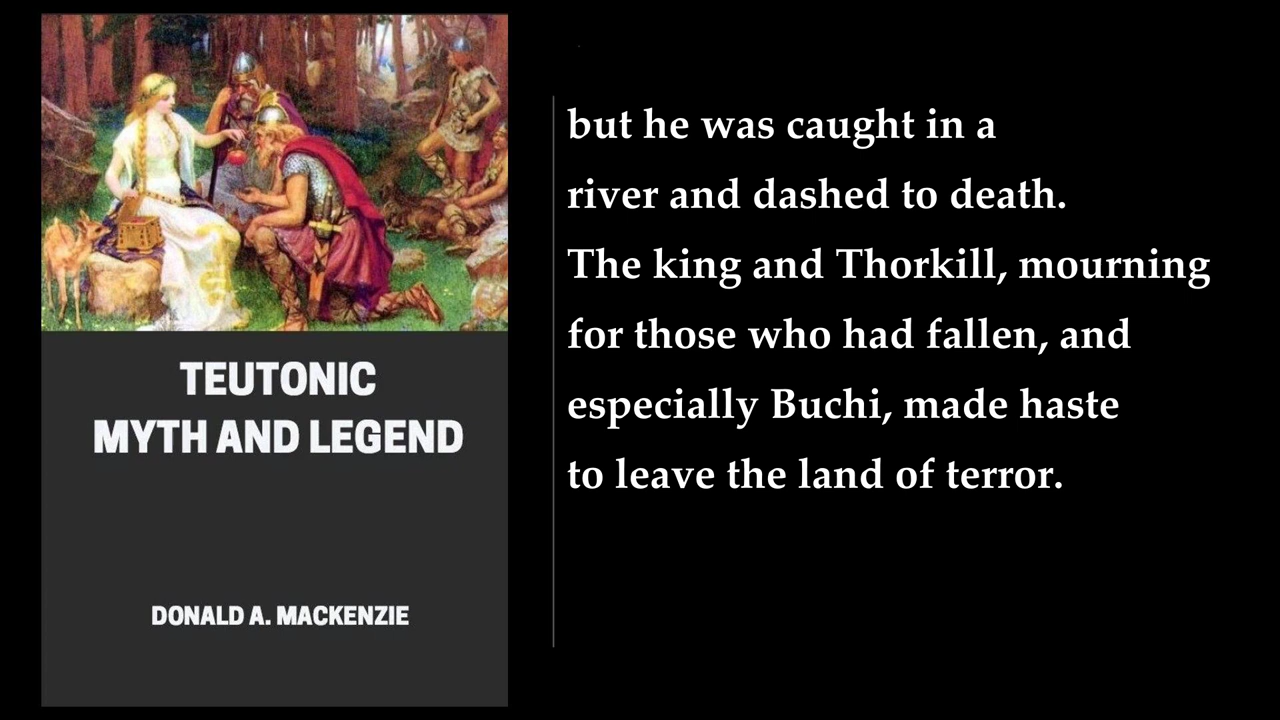 TEUTONIC
MYTH AND LEGEND
DONALD A. MACKENZIE
but he was caught in a
river and dashed to death.
The king and Thorkill, mourning
for those who had fallen, and
especially Buchi, made haste
to leave the land of terror.